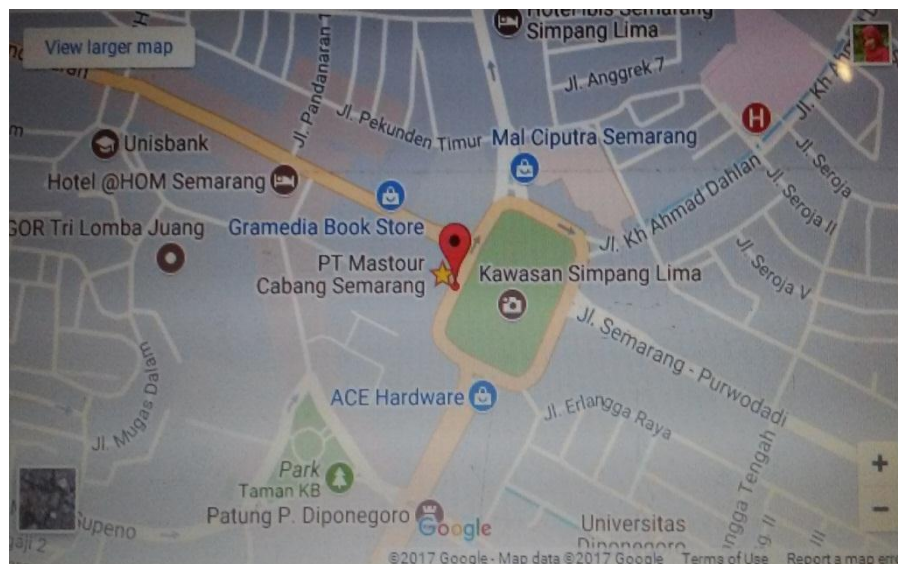 Hotel Ibis Semarang
Simpang Lima
View larger map
Jl. Pandanaran 1
Jl. Anggrek 7
Jl. Pekunden Timur
Mal Ciputra Semarang
Unisbank
Hotel @HOM Semarang
Jl. Kh Ahmad Dahlan
Jl. Seroja
Jl. Seroja II
Jl. Seroja V
Tri Lomba Juang
Gramedia Book Store
PT Mastour
Cabang Semarang
Kawasan Simpang Lima
Jl. Semarang - Purwodadi
ACE Hardware
Jl. Erlangga Raya
Jl. Mugas Dalam
Park
Taman KB
Patung P. Diponegoro
Google
Universitas
Diponegoro
Tengah
©2017 Google - Map data ©2017 Google
Terms of Use
Report a map